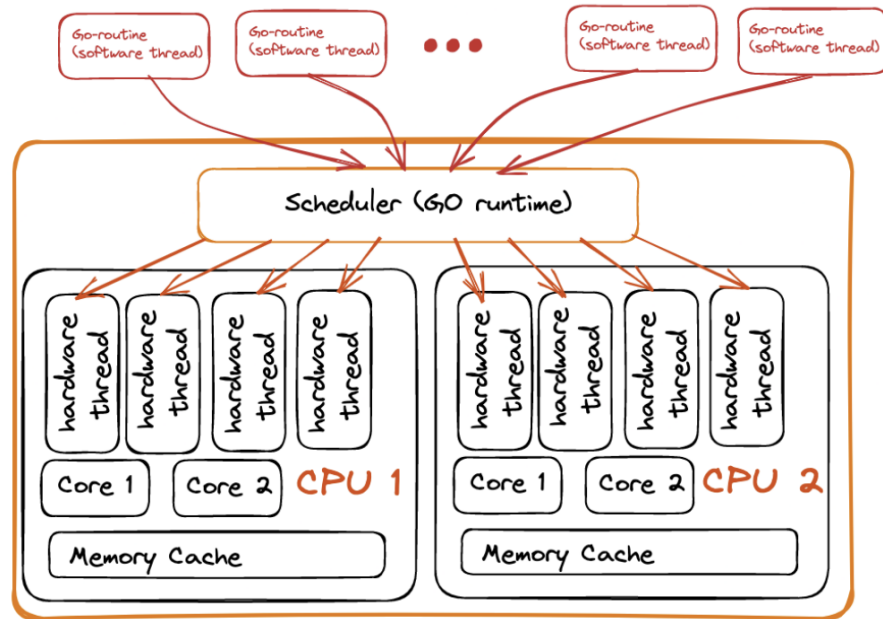 Go-routine
(software thread)
Go-routine
(software thread)
Go-routine
(software thread)
Go-routine
(software thread)
Scheduler (GO runtime)
hardware
thread
hardware
thread
hardware
thread
hardware
thread
hardware
thread
hardware
thread
hardware
thread
hardware
thread
Core 1
Core 2
CPU 1
Core 1
Core 2
CPU 2
Memory Cache
Memory Cache